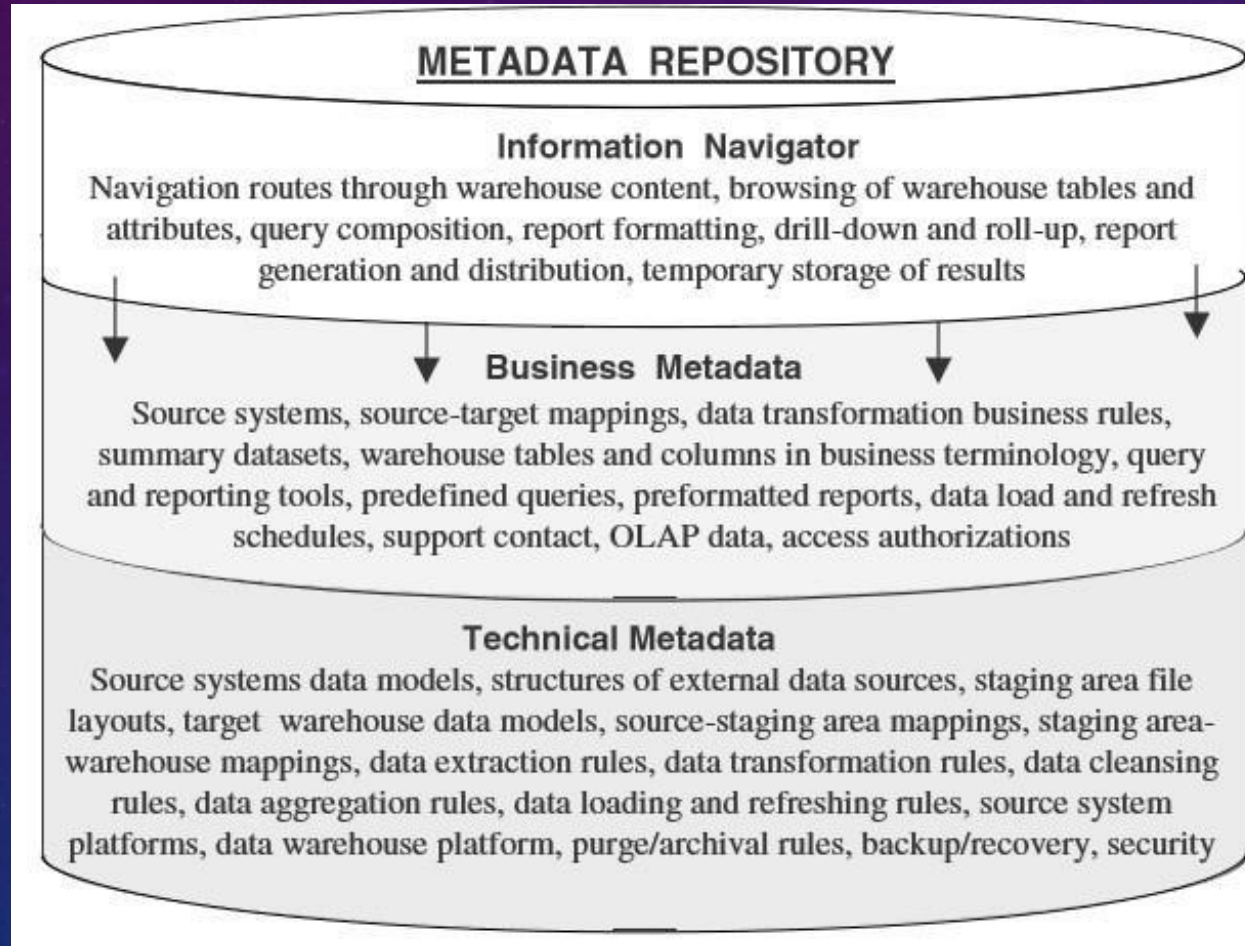 METADATA REPOSITORY
Information Navigator
Navigation routes through warehouse content, browsing of warehouse tables and
attributes, query composition, report formatting, drill-down and roll-up, report
generation and distribution, temporary storage of results
Business Metadata
Source systems, source-target mappings, data transformation business rules,
summary datasets, warehouse tables and columns in business terminology, query
and reporting tools, predefined queries, preformatted reports, data load and refresh
schedules, support contact, OLAP data, access authorizations
Technical Metadata
Source systems data models, structures of external data sources, staging area file
layouts, target warehouse data models, source-staging area mappings, staging area-
warehouse mappings, data extraction rules, data transformation rules, data cleansing
rules, data aggregation rules, data loading and refreshing rules, source system
platforms, data warehouse platform, purge/archival rules, backup/recovery, security